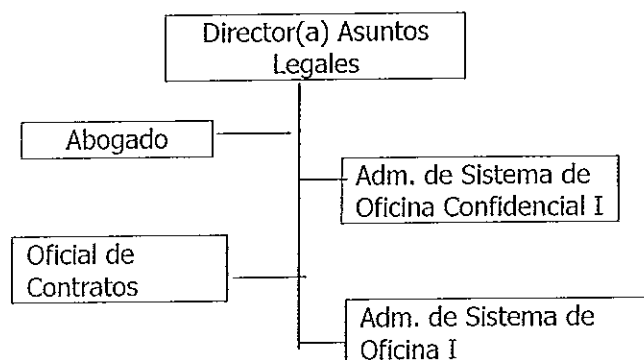 Director(a) Asuntos
Legales
Abogado
Adm. de Sistema de
Oficina Confidencial I
Oficial de
Contratos
Adm. de Sistema de
Oficina I